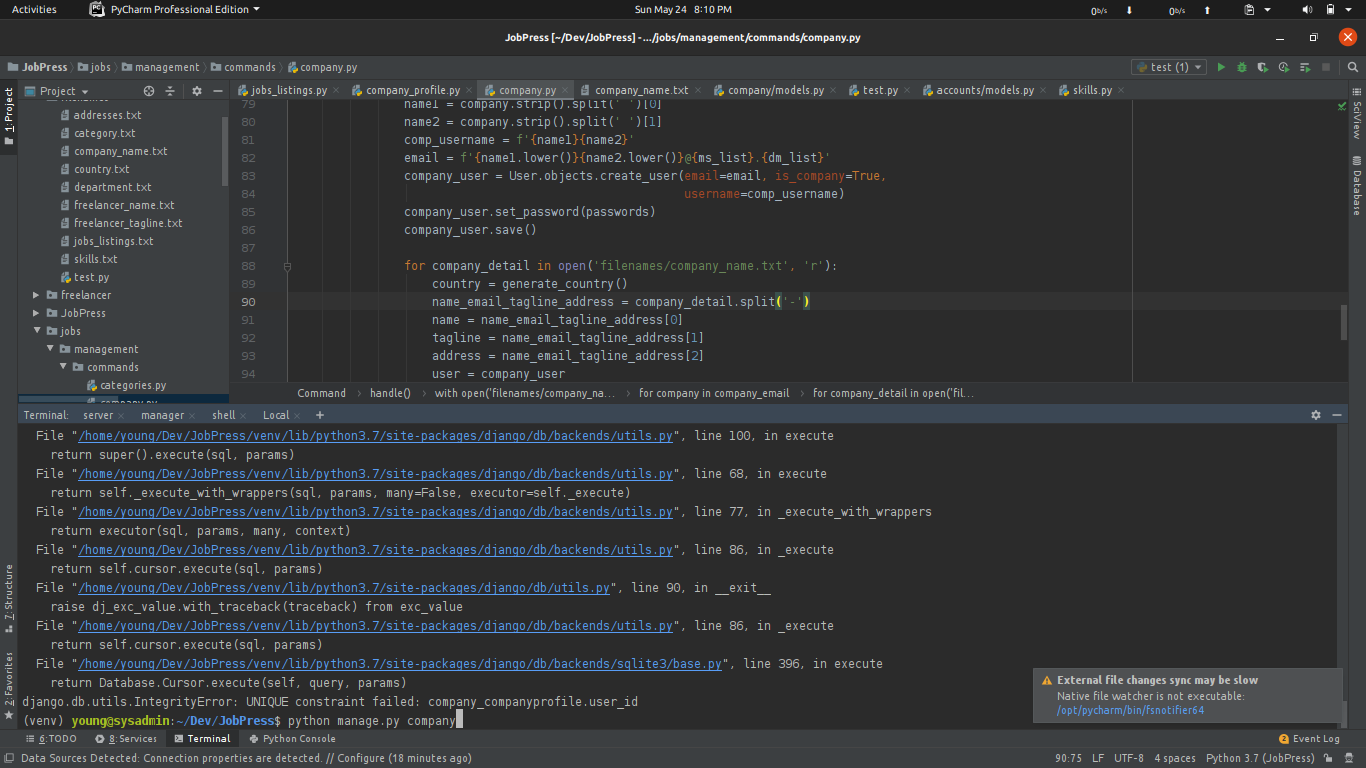 Activities
PyCharm Professional Edition
Sun May 24 8:10 PM
0b/s
0b/s
JobPress [~/Dev/JobPress] - .../jobs/management/commands/company.py
JobPress
jobs
management
commands
company.py
test (1)
1: Project
Project
addresses.txt
category.txt
company_name.txt
country.txt
department.txt
freelancer_name.txt
freelancer_tagline.txt
jobs_listings.txt
skills.txt
test.py
freelancer
JobPress
jobs
management
commands
categories.py
company.py
jobs_listings.py
company_profile.py
company.py
company_name.txt
company/models.py
test.py
accounts/models.py
skills.py
79 name1 = company.strip().split(' ')[0]
80 name2 = company.strip().split(' ')[1]
81 comp_username = f'{name1}{name2}'
82 email = f'{name1.lower()}{name2.lower()}@{ms_list}.{dm_list}'
83 company_user = User.objects.create_user(email=email, is_company=True,
84 username=comp_username)
85 company_user.set_password(passwords)
86 company_user.save()
87
88 for company_detail in open('filenames/company_name.txt', 'r'):
89 country = generate_country()
90 name_email_tagline_address = company_detail.split('-')
91 name = name_email_tagline_address[0]
92 tagline = name_email_tagline_address[1]
93 address = name_email_tagline_address[2]
94 user = company_user
Command
handle()
with open('filenames/company_na...
for company in company_email
for company_detail in open('fil...
SciView
Database
Terminal:
server
manager
shell
Local
File "/home/young/Dev/JobPress/venv/lib/python3.7/site-packages/django/db/backends/utils.py", line 100, in execute
return super().execute(sql, params)
File "/home/young/Dev/JobPress/venv/lib/python3.7/site-packages/django/db/backends/utils.py", line 68, in execute
return self._execute_with_wrappers(sql, params, many=False, executor=self._execute)
File "/home/young/Dev/JobPress/venv/lib/python3.7/site-packages/django/db/backends/utils.py", line 77, in _execute_with_wrappers
return executor(sql, params, many, context)
File "/home/young/Dev/JobPress/venv/lib/python3.7/site-packages/django/db/backends/utils.py", line 86, in _execute
return self.cursor.execute(sql, params)
File "/home/young/Dev/JobPress/venv/lib/python3.7/site-packages/django/db/utils.py", line 90, in __exit__
raise dj_exc_value.with_traceback(traceback) from exc_value
File "/home/young/Dev/JobPress/venv/lib/python3.7/site-packages/django/db/backends/utils.py", line 86, in _execute
return self.cursor.execute(sql, params)
File "/home/young/Dev/JobPress/venv/lib/python3.7/site-packages/django/db/backends/sqlite3/base.py", line 396, in execute
return Database.Cursor.execute(self, query, params)
django.db.utils.IntegrityError: UNIQUE constraint failed: company_companyprofile.user_id
(venv) young@sysadmin:~/Dev/JobPress$ python manage.py company
7: Structure
2: Favorites
External file changes sync may be slow
Native file watcher is not executable:
/opt/pycharm/bin/fsnotifier64
6: TODO
8: Services
Terminal
Python Console
2 Event Log
Data Sources Detected: Connection properties are detected. // Configure (18 minutes ago)
90:75
LF
UTF-8
4 spaces
Python 3.7 (JobPress)